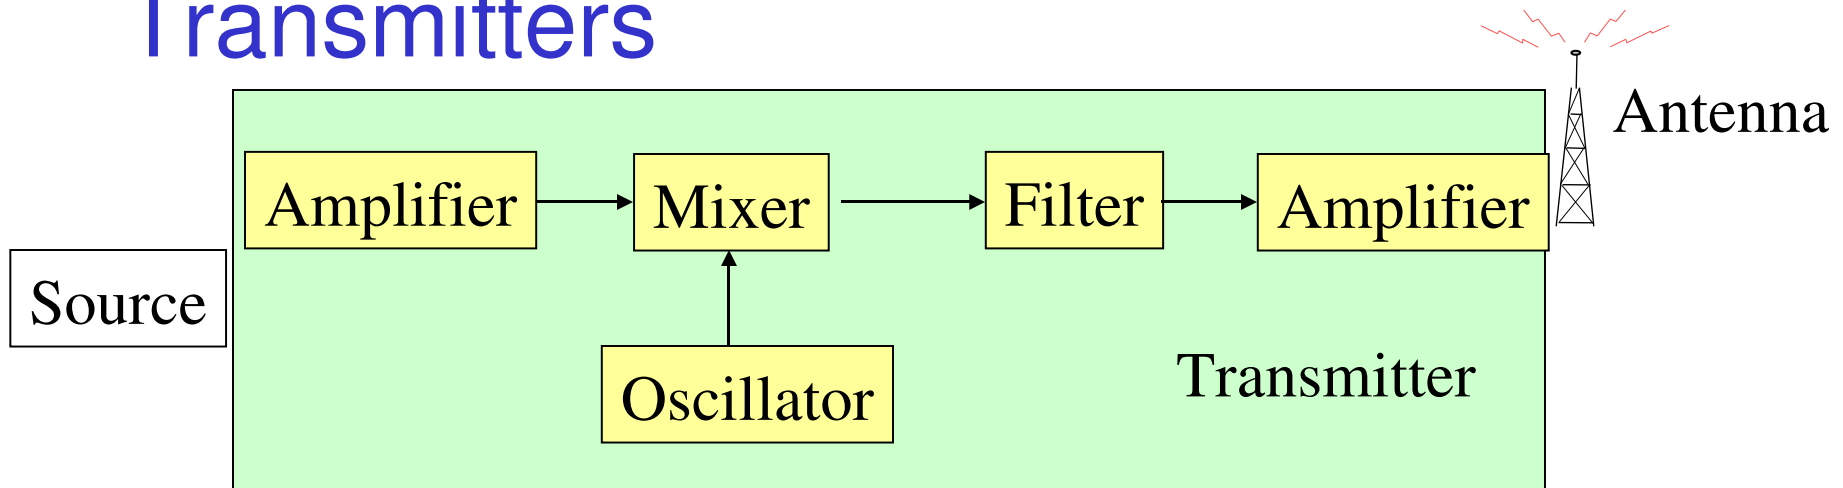 Transmitters
Antenna
Amplifier
Mixer
Filter
Amplifier
Source
Oscillator
Transmitter